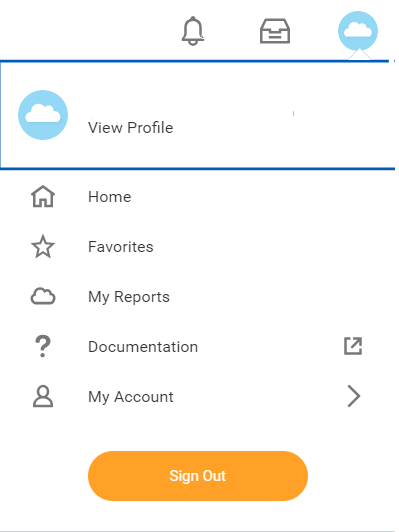 View Profile
Home
Favorites
My Reports
Documentation
My Account
Sign Out